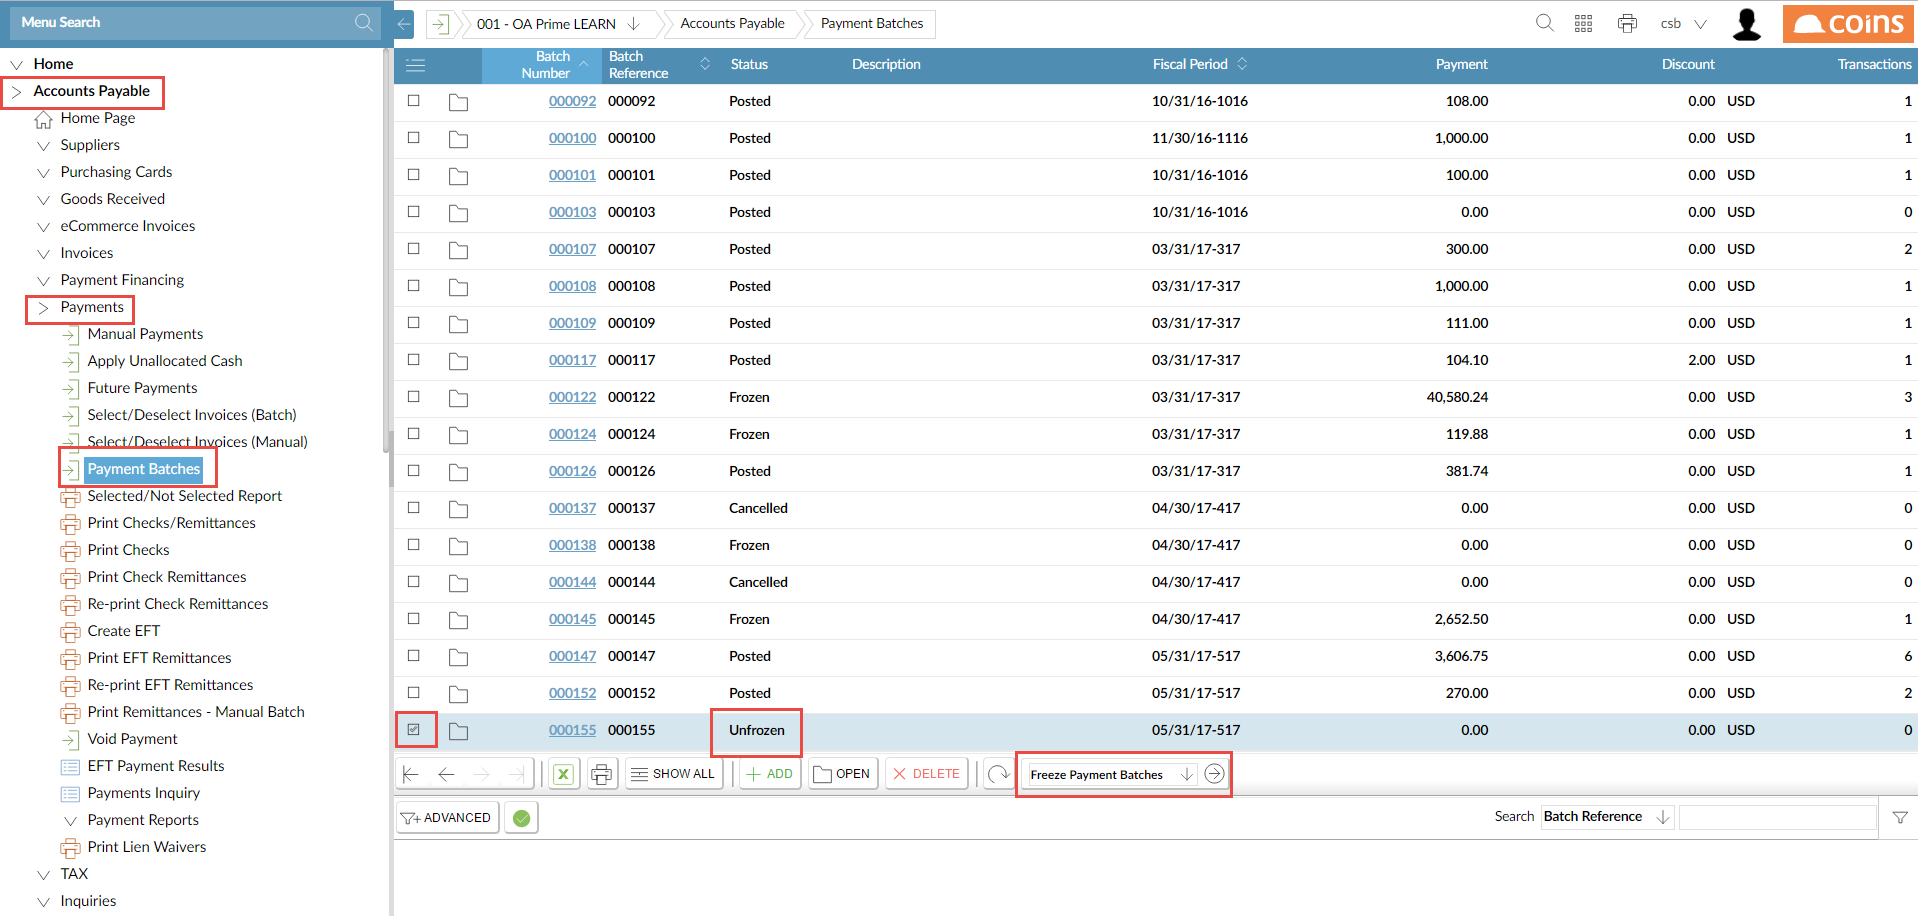 Menu Search
001 - OA Prime LEARN
Accounts Payable
Payment Batches
csb
coins
Home
Accounts Payable
Home Page
Suppliers
Purchasing Cards
Goods Received
eCommerce Invoices
Invoices
Payment Financing
Payments
Manual Payments
Apply Unallocated Cash
Future Payments
Select/Deselect Invoices (Batch)
Select/Deselect Invoices (Manual)
Payment Batches
Selected/Not Selected Report
Print Checks/Remittances
Print Checks
Print Check Remittances
Re-print Check Remittances
Create EFT
Print EFT Remittances
Re-print EFT Remittances
Print Remittances - Manual Batch
Void Payment
EFT Payment Results
Payments Inquiry
Payment Reports
Print Lien Waivers
TAX
Inquiries
Batch Number Batch Reference Status Description Fiscal Period Payment Discount Transactions
000092 000092 Posted 10/31/16-1016 108.00 0.00 USD 1
000100 000100 Posted 11/30/16-1116 1,000.00 0.00 USD 1
000101 000101 Posted 10/31/16-1016 100.00 0.00 USD 1
000103 000103 Posted 10/31/16-1016 0.00 0.00 USD 0
000107 000107 Posted 03/31/17-317 300.00 0.00 USD 2
000108 000108 Posted 03/31/17-317 1,000.00 0.00 USD 1
000109 000109 Posted 03/31/17-317 111.00 0.00 USD 1
000117 000117 Posted 03/31/17-317 104.10 2.00 USD 1
000122 000122 Frozen 03/31/17-317 40,580.24 0.00 USD 3
000124 000124 Frozen 03/31/17-317 119.88 0.00 USD 1
000126 000126 Posted 03/31/17-317 381.74 0.00 USD 1
000137 000137 Cancelled 04/30/17-417 0.00 0.00 USD 0
000138 000138 Frozen 04/30/17-417 0.00 0.00 USD 0
000144 000144 Cancelled 04/30/17-417 0.00 0.00 USD 0
000145 000145 Frozen 04/30/17-417 2,652.50 0.00 USD 1
000147 000147 Posted 05/31/17-517 3,606.75 0.00 USD 6
000152 000152 Posted 05/31/17-517 270.00 0.00 USD 2
000155 000155 Unfrozen 05/31/17-517 0.00 0.00 USD 0
SHOW ALL ADD OPEN DELETE Freeze Payment Batches
ADVANCED Search Batch Reference